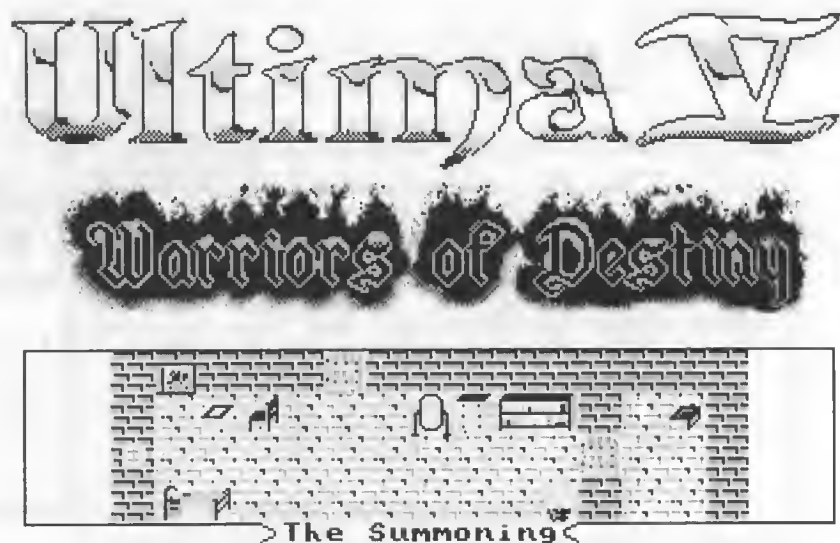 Ultima V
Warriors of Destiny
The Summoning